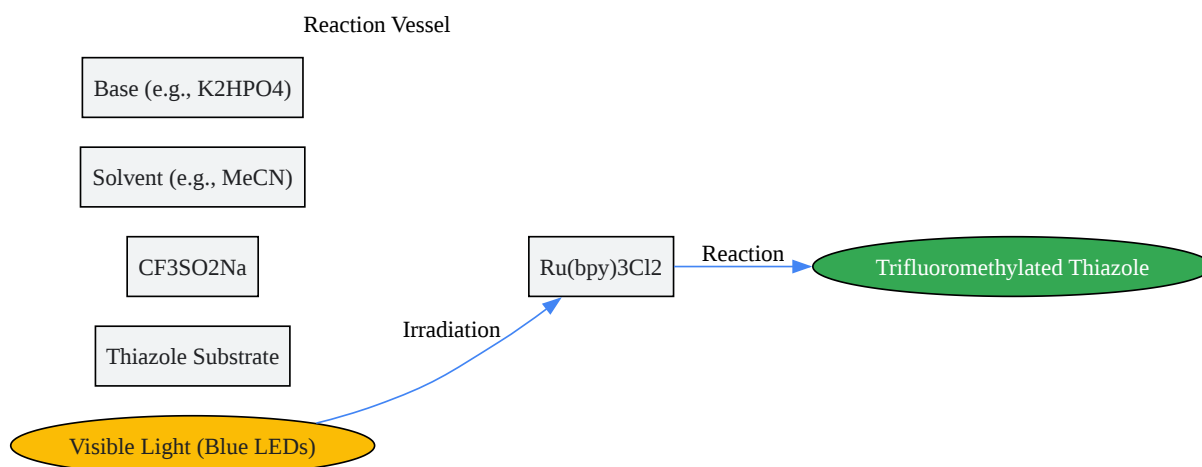 Reaction Vessel
Base (e.g., K2HPO4)
Solvent (e.g., MeCN)
CF3SO2Na
Ru(bpy)3Cl2
Reaction
Trifluoromethylated Thiazole
Irradiation
Thiazole Substrate
Visible Light (Blue LEDs)